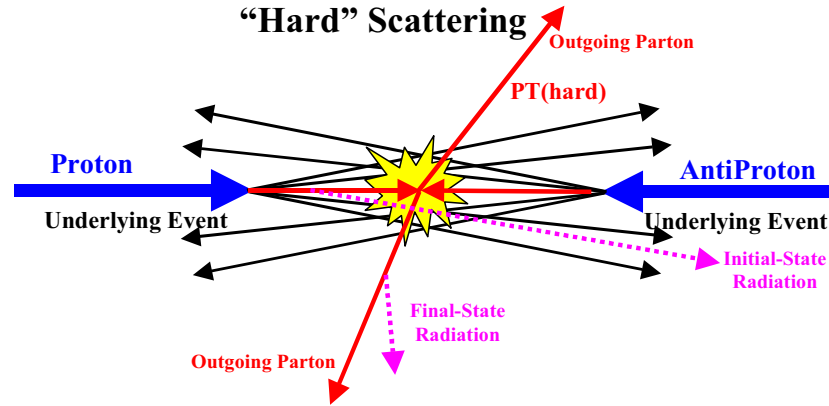 “Hard” Scattering
Outgoing Parton
PT(hard)
Proton
AntiProton
Underlying Event
Underlying Event
Initial-State
Radiation
Final-State
Radiation
Outgoing Parton